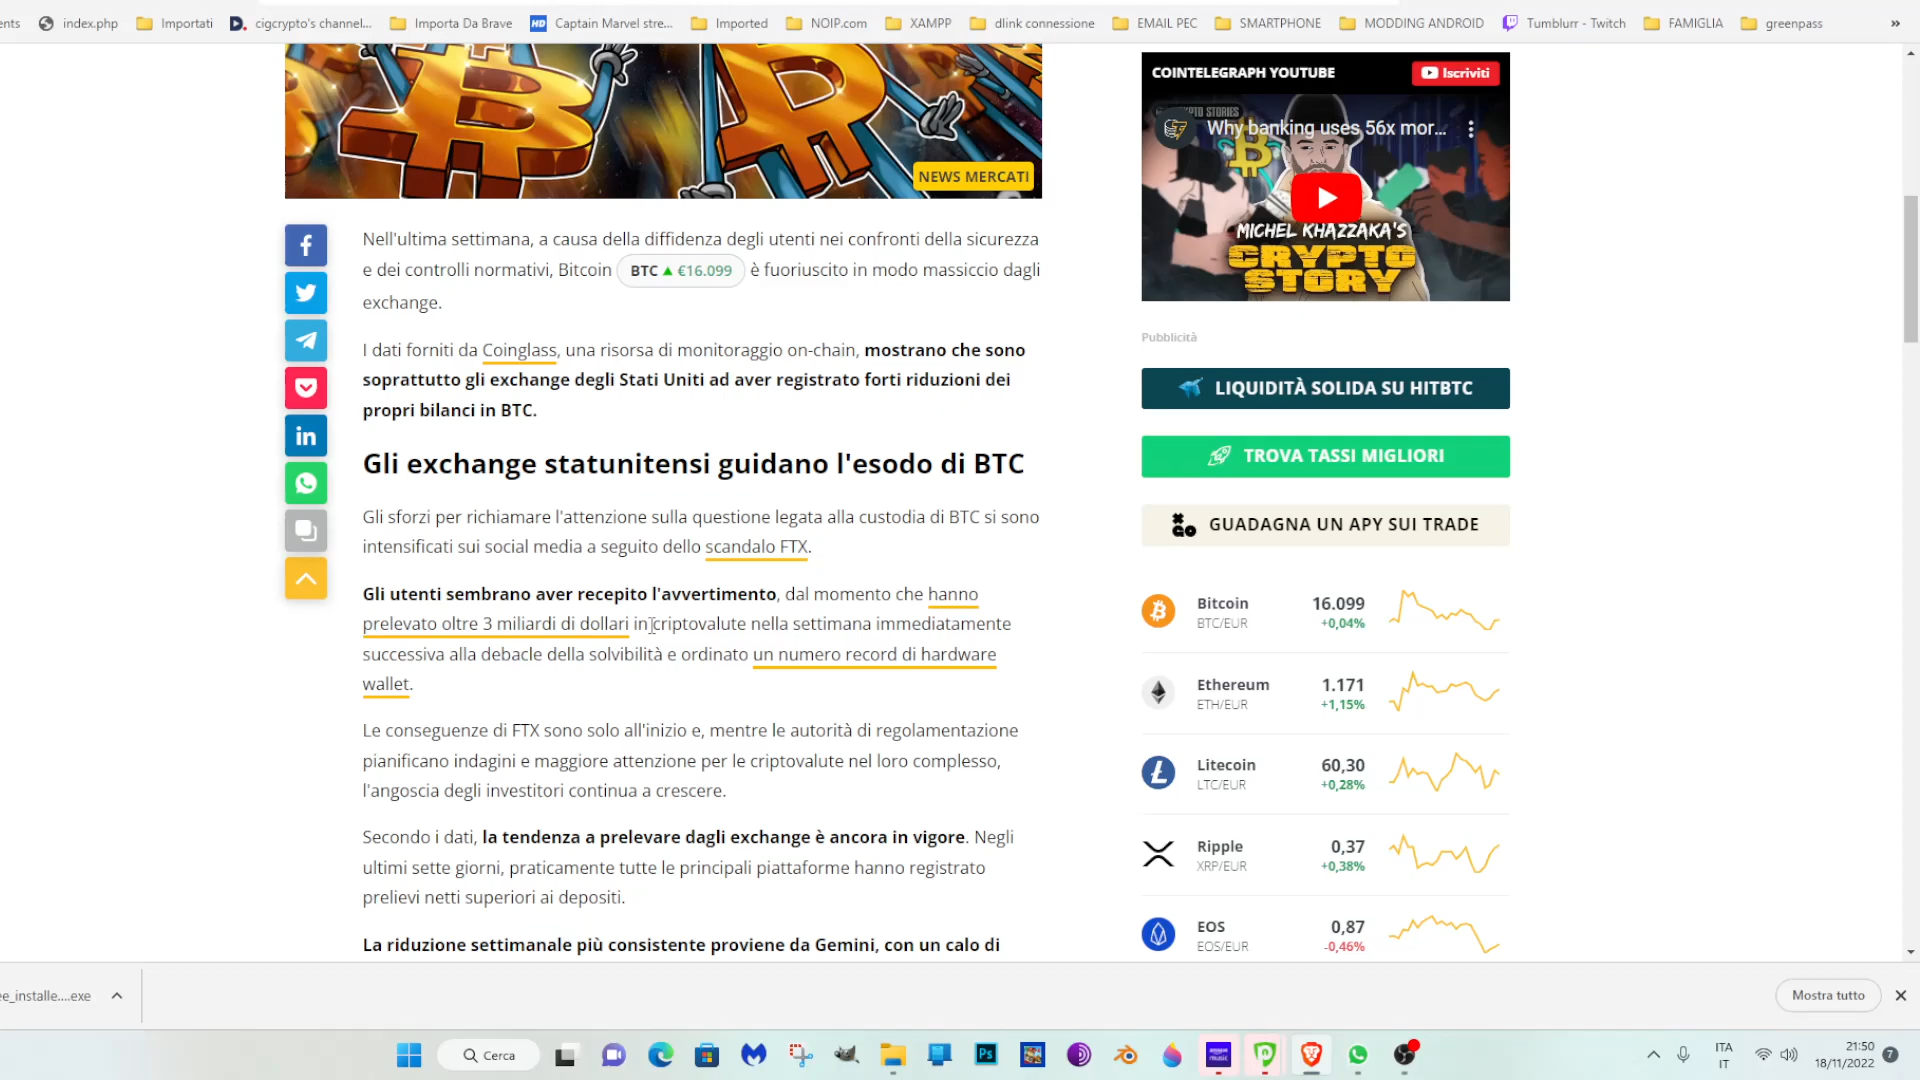 ents
index.php
Importati
cigcrypto's channel...
Importa Da Brave
Captain Marvel stre...
Imported
NOIP.com
XAMPP
dlink connessione
EMAIL PEC
SMARTPHONE
MODDING ANDROID
Tumblurr - Twitch
FAMIGLIA
greenpass
»
NEWS MERCATI
Nell'ultima settimana, a causa della diffidenza degli utenti nei confronti della sicurezza
e dei controlli normativi, Bitcoin BTC ▲ €16.099 è fuoriuscito in modo massiccio dagli
exchange.
I dati forniti da Coinglass, una risorsa di monitoraggio on-chain, mostrano che sono
soprattutto gli exchange degli Stati Uniti ad aver registrato forti riduzioni dei
propri bilanci in BTC.
Gli exchange statunitensi guidano l'esodo di BTC
Gli sforzi per richiamare l'attenzione sulla questione legata alla custodia di BTC si sono
intensificati sui social media a seguito dello scandalo FTX.
Gli utenti sembrano aver recepito l'avvertimento, dal momento che hanno
prelevato oltre 3 miliardi di dollari in criptovalute nella settimana immediatamente
successiva alla debacle della solvibilità e ordinato un numero record di hardware
wallet.
Le conseguenze di FTX sono solo all'inizio e, mentre le autorità di regolamentazione
pianificano indagini e maggiore attenzione per le criptovalute nel loro complesso,
l'angoscia degli investitori continua a crescere.
Secondo i dati, la tendenza a prelevare dagli exchange è ancora in vigore. Negli
ultimi sette giorni, praticamente tutte le principali piattaforme hanno registrato
prelievi netti superiori ai depositi.
La riduzione settimanale più consistente proviene da Gemini, con un calo di
COINTELEGRAPH YOUTUBE
Iscriviti
Why banking uses 56x mor...
MICHEL KHAZZAKA'S
CRYPTO
STORY
Pubblicità
LIQUIDITÀ SOLIDA SU HITBTC
TROVA TASSI MIGLIORI
GUADAGNA UN APY SUI TRADE
Bitcoin 16.099
BTC/EUR +0,04%
Ethereum 1.171
ETH/EUR +1,15%
Litecoin 60,30
LTC/EUR +0,28%
Ripple 0,37
XRP/EUR +0,38%
EOS 0,87
EOS/EUR -0,46%
ee_installe....exe
Mostra tutto
Cerca
Ps
ITA
IT
21:50
18/11/2022
7